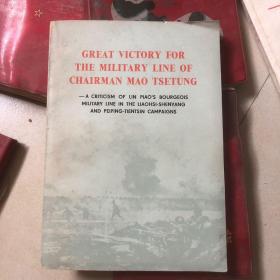 GREAT VICTORY FOR
THE MILITARY LINE OF
CHAIRMAN MAO TSETUNG
—A CRITICISM OF LIN PIAO'S BOURGEOIS
MILITARY LINE IN THE LIAOHSI-SHENYANG
AND PEIPING-TIENTSIN CAMPAIGNS